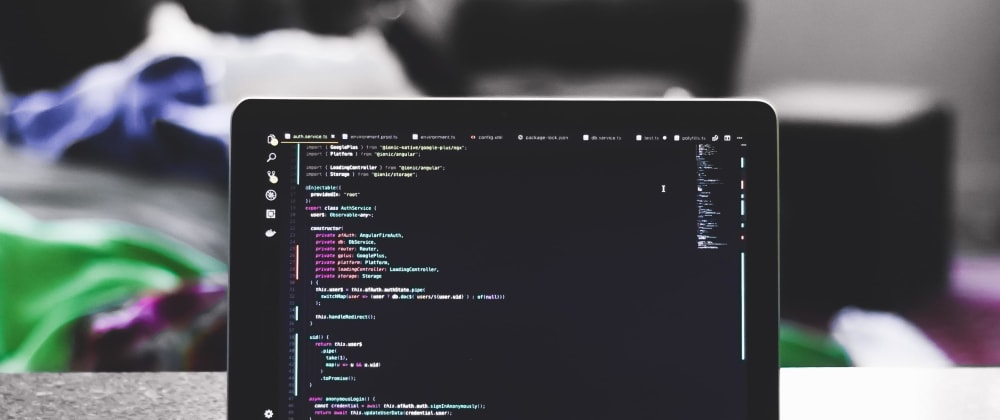 auth.service.ts environment.prod.ts environment.ts config.xml package-lock.json db.service.ts test.ts polyfills.ts
import { GooglePlus } from "@ionic-native/google-plus/ngx";
import { Platform } from "@ionic/angular";
import { LoadingController } from "@ionic/angular";
import { Storage } from "@ionic/storage";
@Injectable({
providedIn: "root"
})
export class AuthService {
user$: Observable<any>;
constructor(
private afAuth: AngularFireAuth,
private db: DbService,
private router: Router,
private gplus: GooglePlus,
private platform: Platform,
private loadingController: LoadingController,
private storage: Storage
) {
this.user$ = this.afAuth.authState.pipe(
switchMap(user => (user ? db.doc$(`users/${user.uid}`) : of(null)))
);
this.handleRedirect();
}
uid() {
return this.user$
.pipe(
take(1),
map(u => u && u.uid)
)
.toPromise();
}
async anonymousLogin() {
const credential = await this.afAuth.auth.signInAnonymously();
return await this.updateUserData(credential.user);